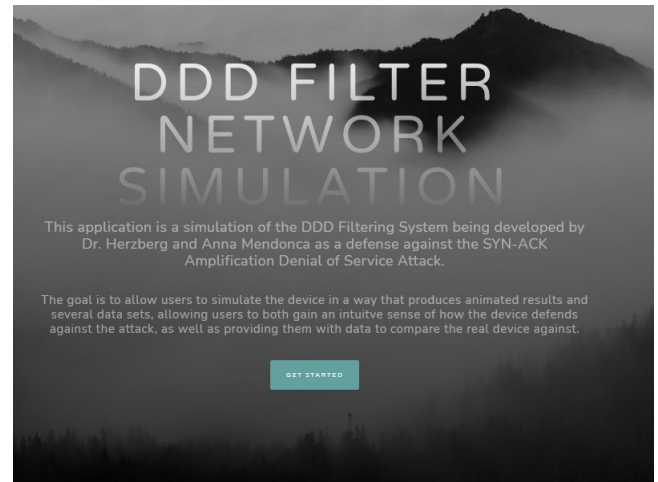 DDD FILTER
NETWORK
SIMULATION
This application is a simulation of the DDD Filtering System being developed by
Dr. Herzberg and Anna Mendonca as a defense against the SYN-ACK
Amplification Denial of Service Attack.
The goal is to allow users to simulate the device in a way that produces animated results and
several data sets, allowing users to both gain an intuitve sense of how the device defends
against the attack, as well as providing them with data to compare the real device against.
GET STARTED